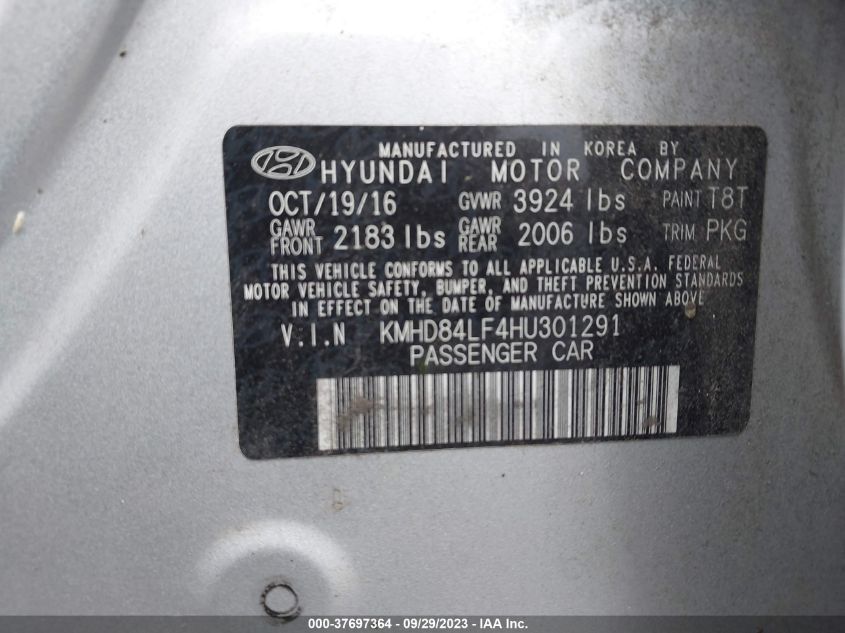 MANUFACTURED IN KOREA BY
HYUNDAI MOTOR COMPANY
OCT/19/16 GVWR 3924 lbs PAINT T8T
GAWR FRONT 2183 lbs GAWR REAR 2006 lbs TRIM PKG
THIS VEHICLE CONFORMS TO ALL APPLICABLE U.S.A. FEDERAL
MOTOR VEHICLE SAFETY, BUMPER, AND THEFT PREVENTION STANDARDS
IN EFFECT ON THE DATE OF MANUFACTURE SHOWN ABOVE
V.I.N KMHD84LF4HU301291
PASSENGER CAR
000-37697364 - 09/29/2023 - IAA Inc.